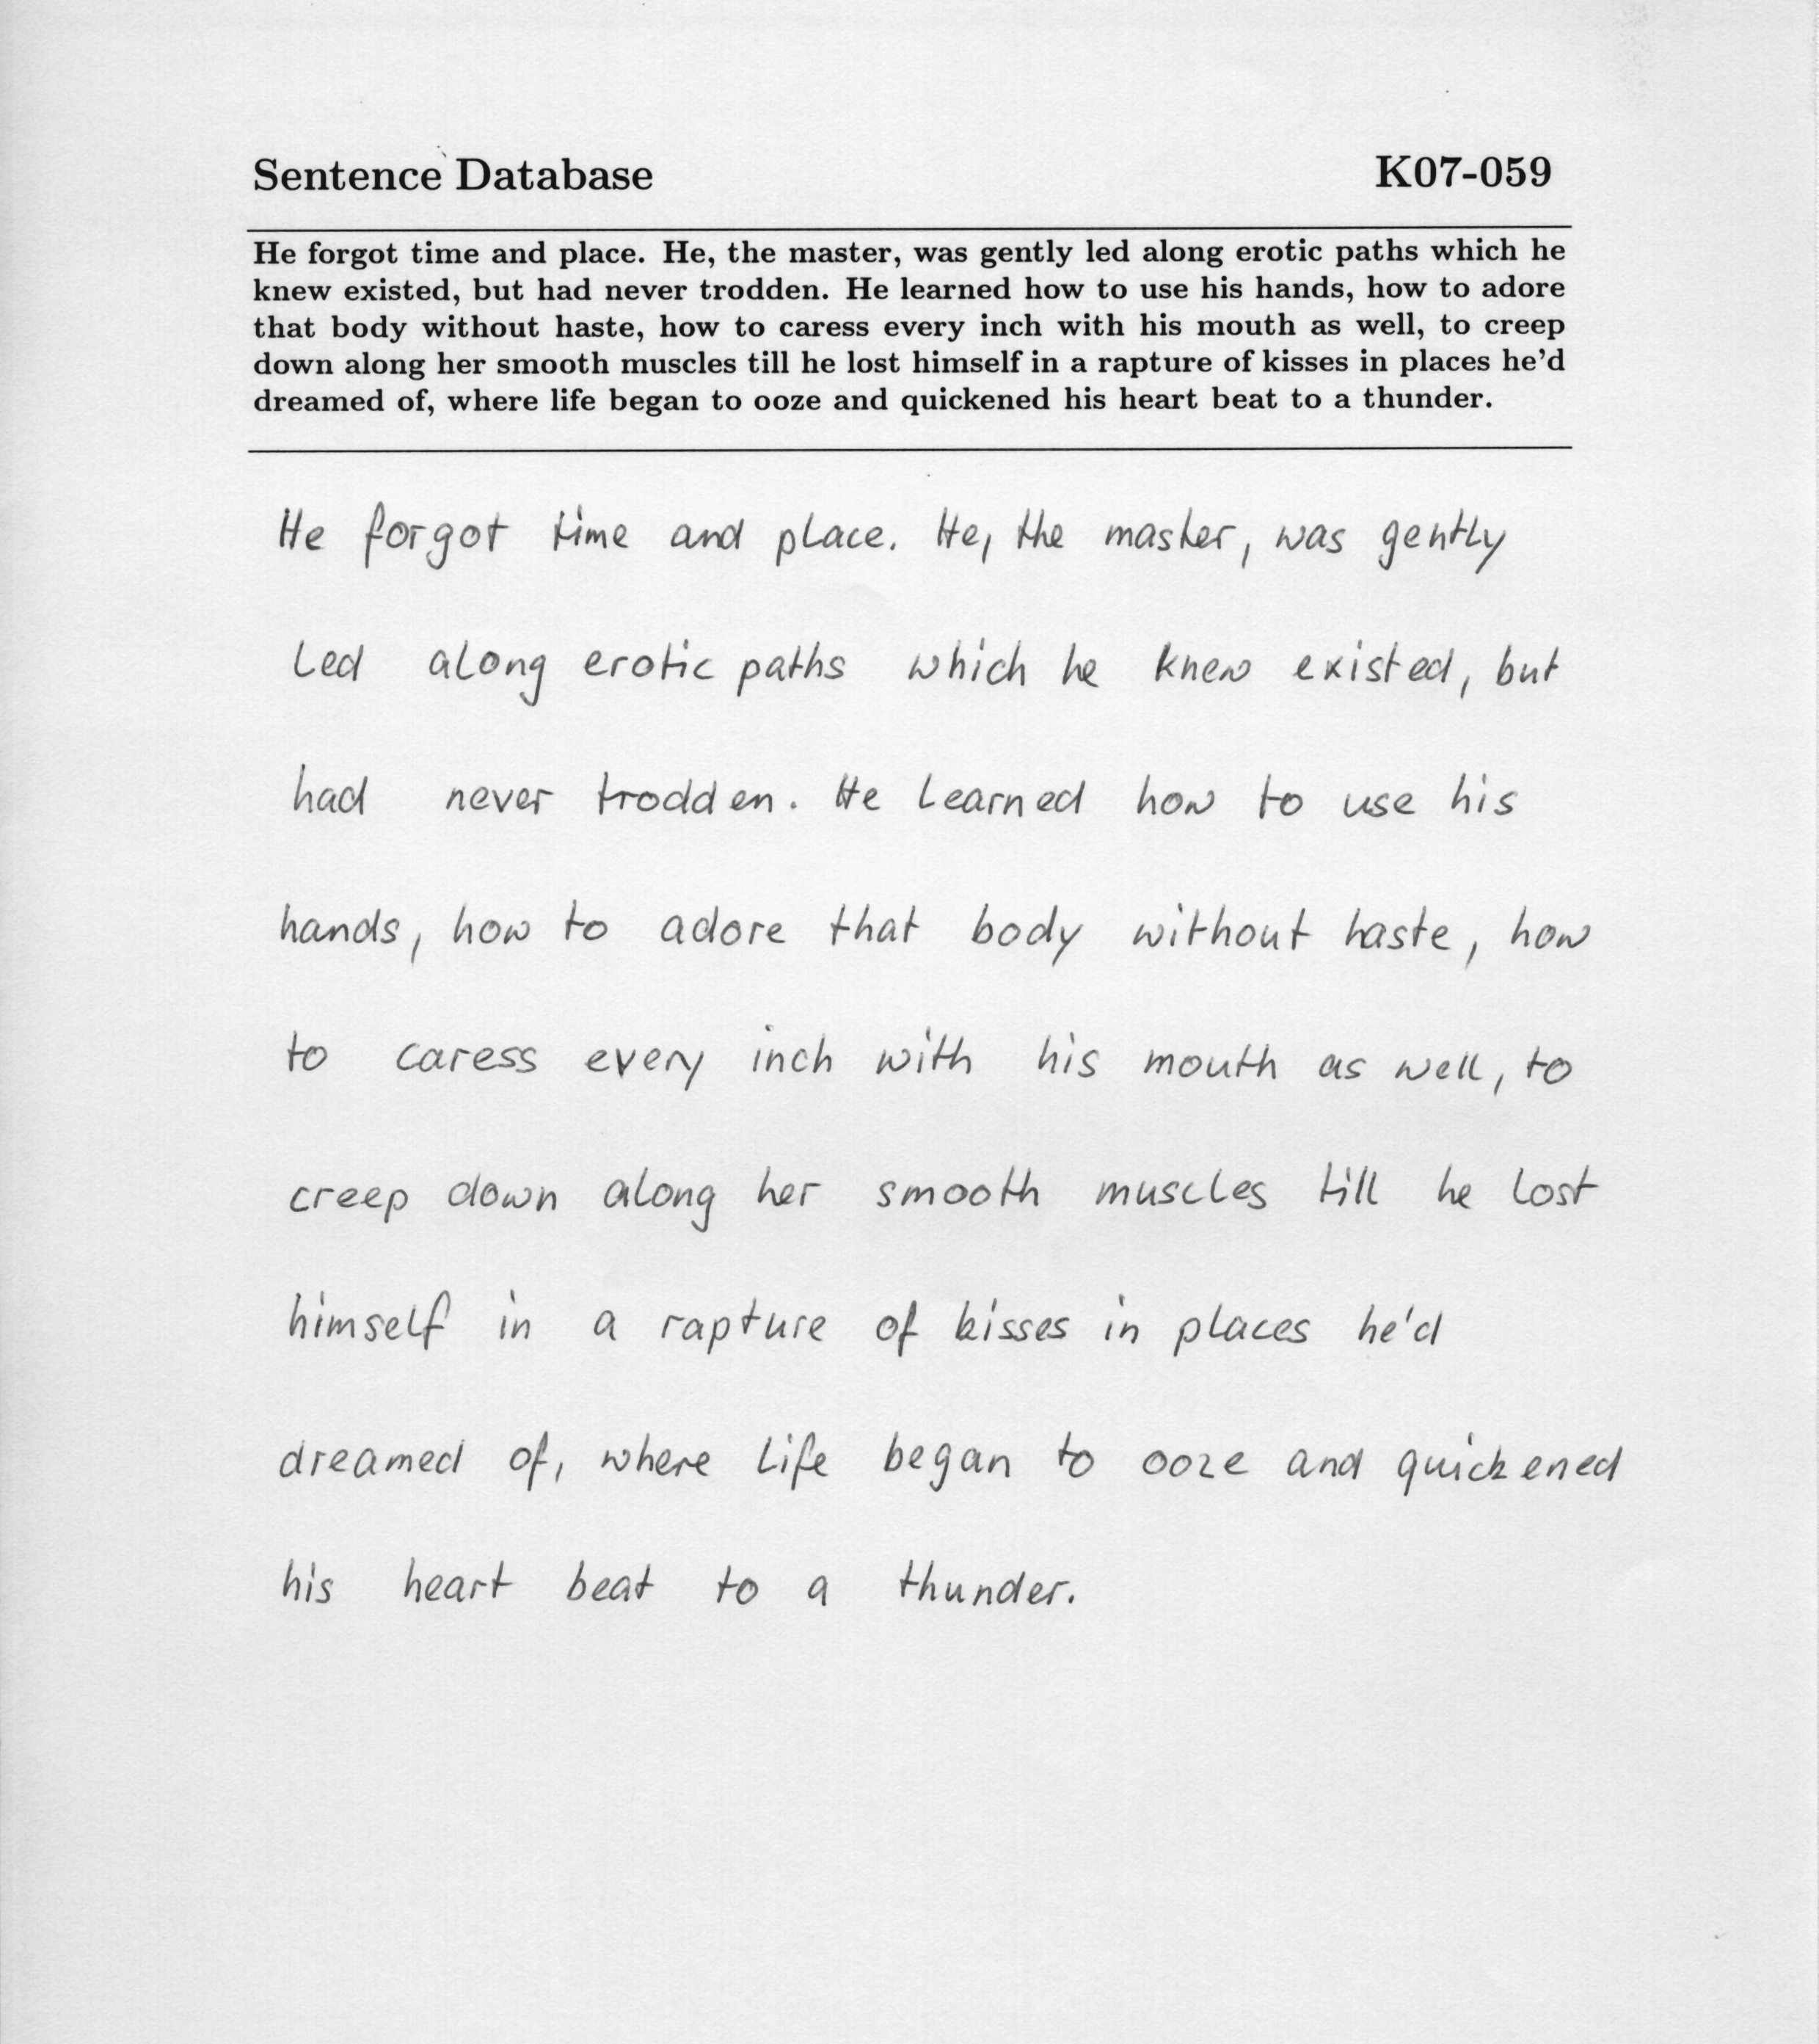 Sentence Database K07-059
He forgot time and place. He, the master, was gently led along erotic paths which he
knew existed, but had never trodden. He learned how to use his hands, how to adore
that body without haste, how to caress every inch with his mouth as well, to creep
down along her smooth muscles till he lost himself in a rapture of kisses in places he'd
dreamed of, where life began to ooze and quickened his heart beat to a thunder.
He forgot time and place. He, the master, was gently
led along erotic paths which he knew existed, but
had never trodden. He learned how to use his
hands, how to adore that body without haste, how
to caress every inch with his mouth as well, to
creep down along her smooth muscles till he lost
himself in a rapture of kisses in places he'd
dreamed of, where life began to ooze and quickened
his heart beat to a thunder.